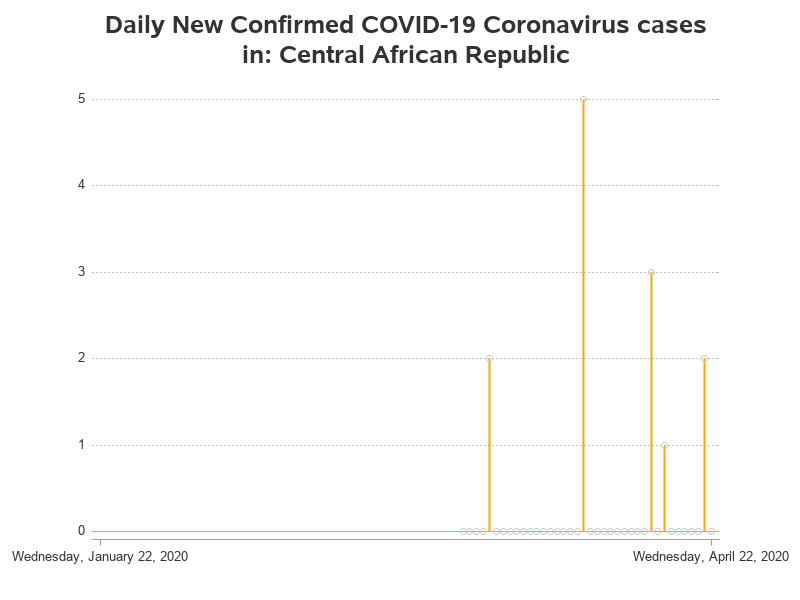 Daily New Confirmed COVID-19 Coronavirus cases
in: Central African Republic
5
4
3
2
1
0
Wednesday, January 22, 2020
Wednesday, April 22, 2020